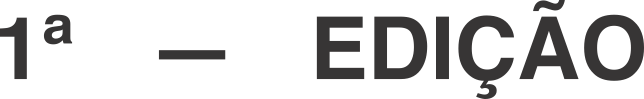 1ª — EDIÇÃO